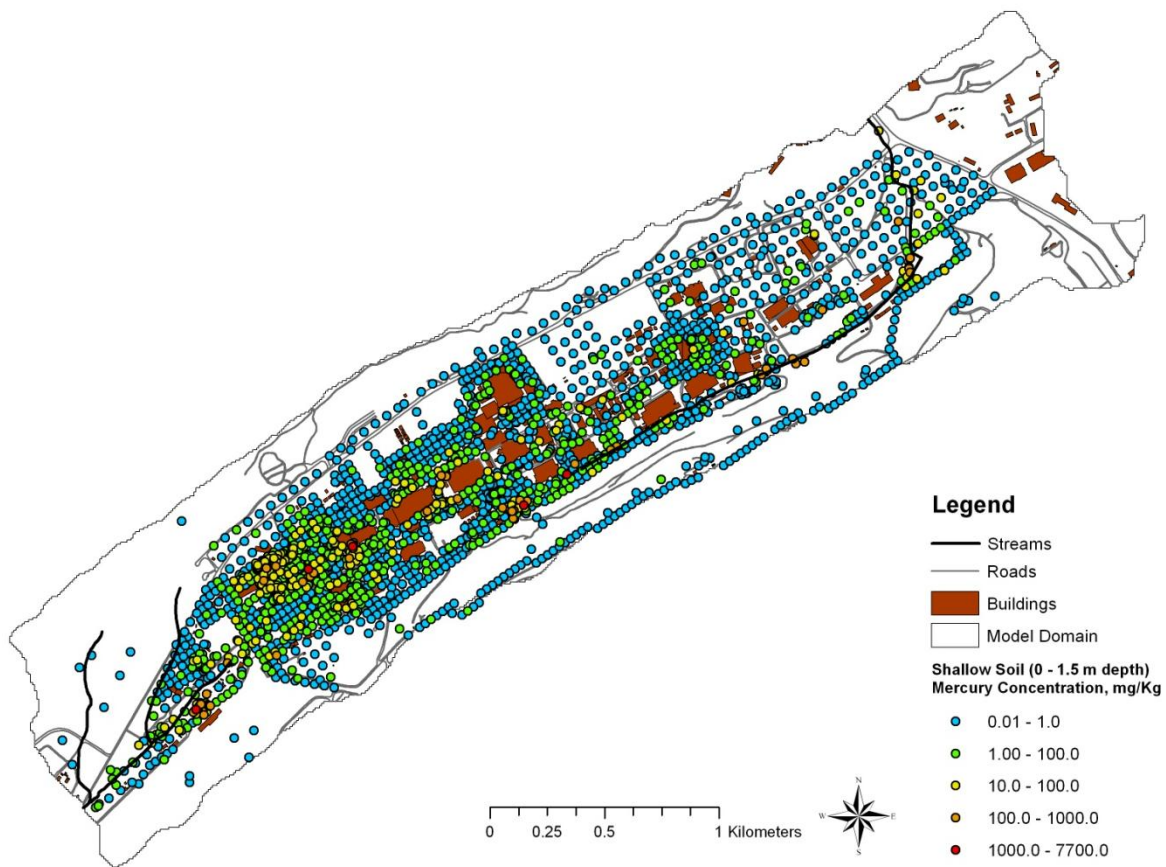 Legend
Streams
Roads
Buildings
Model Domain
Shallow Soil (0 - 1.5 m depth)
Mercury Concentration, mg/Kg
0.01 - 1.0
1.00 - 100.0
10.0 - 100.0
100.0 - 1000.0
1000.0 - 7700.0
N
W E
S
0 0.25 0.5 1 Kilometers